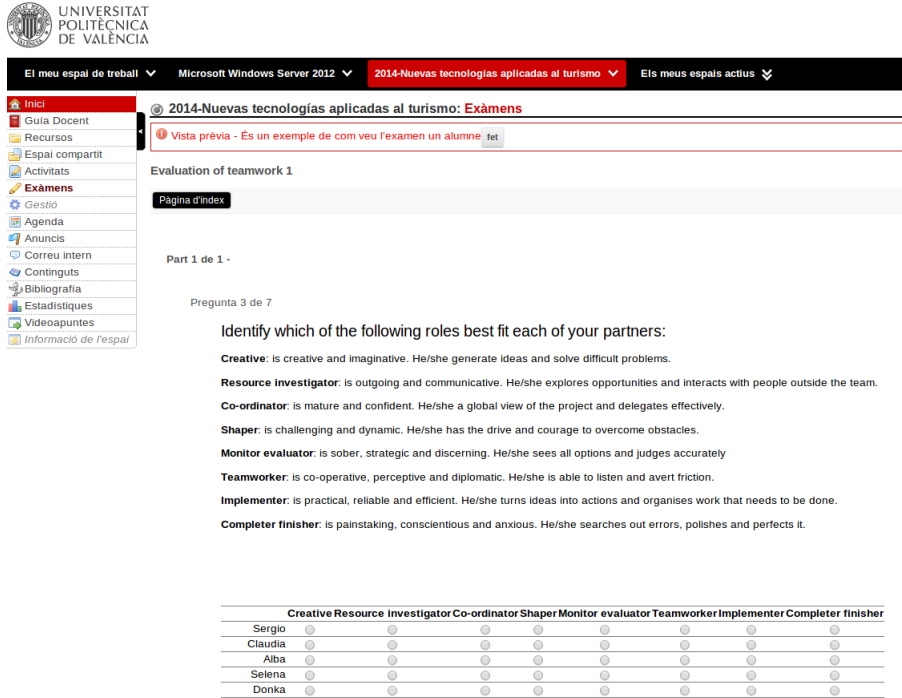 UNIVERSITAT
POLITÈCNICA
DE VALÈNCIA
El meu espai de treball Microsoft Windows Server 2012 2014-Nuevas tecnologías aplicadas al turismo Els meus espais actius
Inici
Guía Docent
Recursos
Espai compartit
Activitats
Exàmens
Gestió
Agenda
Anuncis
Correu intern
Continguts
Bibliografía
Estadístiques
Videoapuntes
Informació de l'espai
2014-Nuevas tecnologías aplicadas al turismo: Exàmens
Vista prèvia - És un exemple de com veu l'examen un alumne fet
Evaluation of teamwork 1
Pàgina d'índex
Part 1 de 1 -
Pregunta 3 de 7
Identify which of the following roles best fit each of your partners:
Creative: is creative and imaginative. He/she generate ideas and solve difficult problems.
Resource investigator: is outgoing and communicative. He/she explores opportunities and interacts with people outside the team.
Co-ordinator: is mature and confident. He/she a global view of the project and delegates effectively.
Shaper: is challenging and dynamic. He/she has the drive and courage to overcome obstacles.
Monitor evaluator: is sober, strategic and discerning. He/she sees all options and judges accurately
Teamworker: is co-operative, perceptive and diplomatic. He/she is able to listen and avert friction.
Implementer: is practical, reliable and efficient. He/she turns ideas into actions and organises work that needs to be done.
Completer finisher: is painstaking, conscientious and anxious. He/she searches out errors, polishes and perfects it.
Creative Resource investigator Co-ordinator Shaper Monitor evaluator Teamworker Implementer Completer finisher
Sergio
Claudia
Alba
Selena
Donka